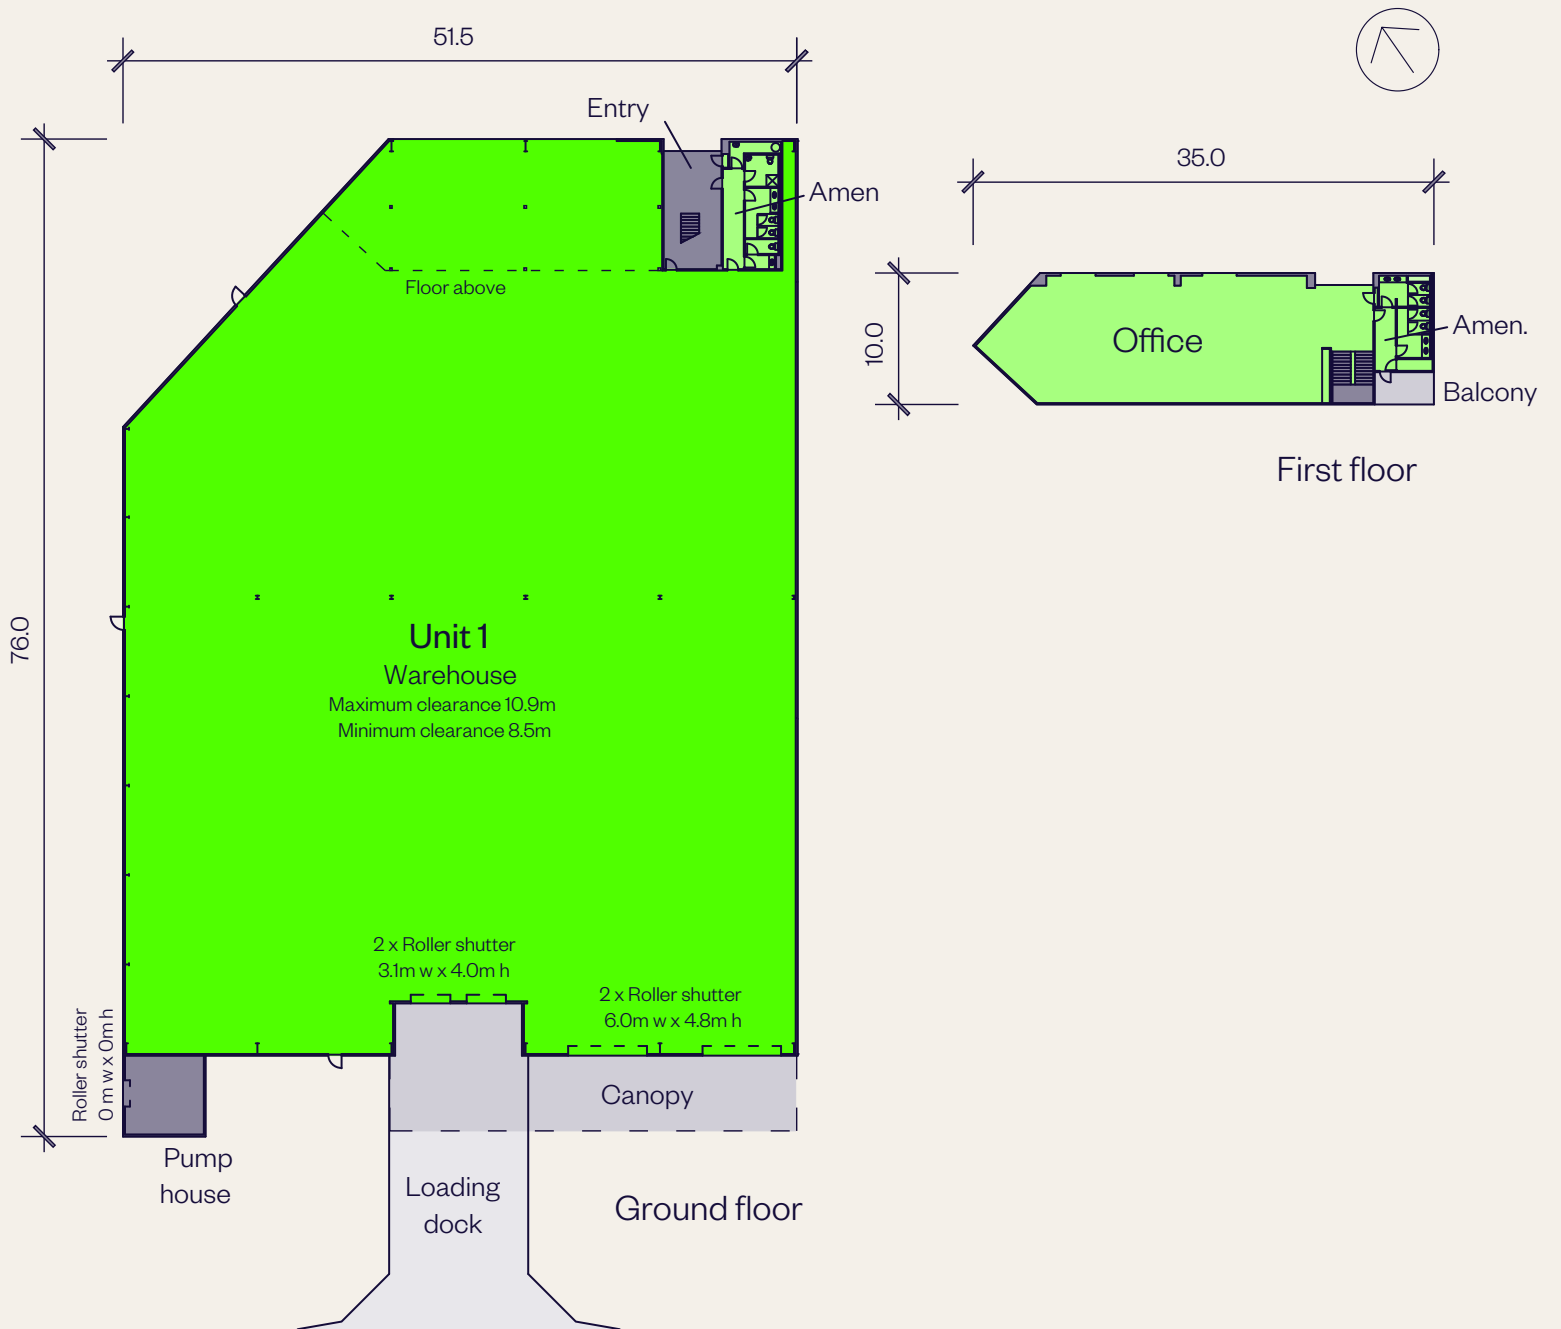 51.5
Entry
Amen
Floor above
76.0
Unit 1
Warehouse
Maximum clearance 10.9m
Minimum clearance 8.5m
2 x Roller shutter
3.1m w x 4.0m h
2 x Roller shutter
6.0m w x 4.8m h
Roller shutter
0 m w x 0m h
Canopy
Pump
house
Loading
dock
Ground floor
35.0
10.0
Office
Amen.
Balcony
First floor